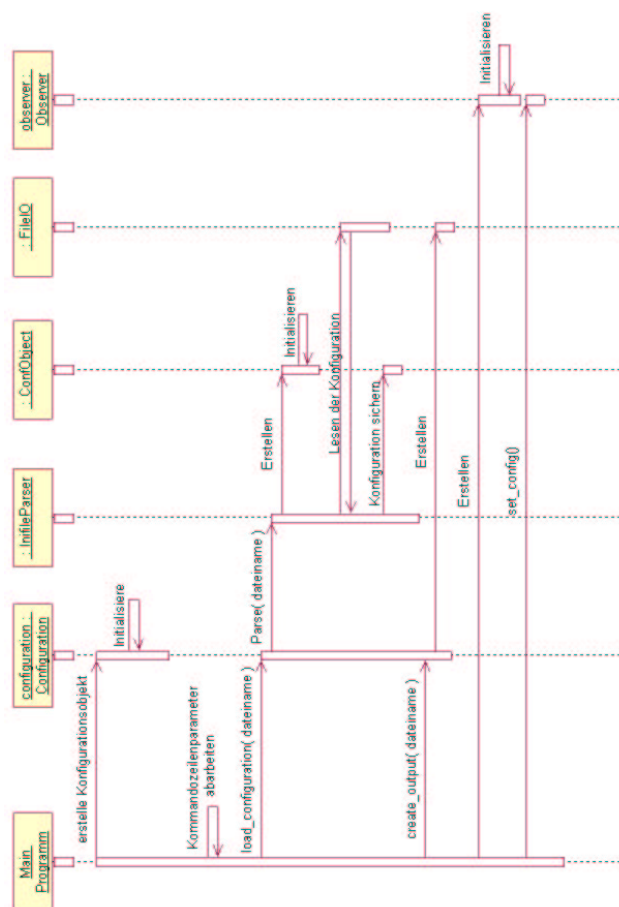 Main
Programm
configuration :
Configuration
: InifileParser
: ConfObject
: FileIO
observer :
Observer
erstelle Konfigurationsobjekt
Initialisiere
Kommandozeilenparameter
abarbeiten
load_configuration( dateiname )
Parse( dateiname )
Erstellen
Initialisieren
Lesen der Konfiguration
Konfiguration sichern
create_output( dateiname )
Erstellen
Erstellen
Initialisieren
set_config()